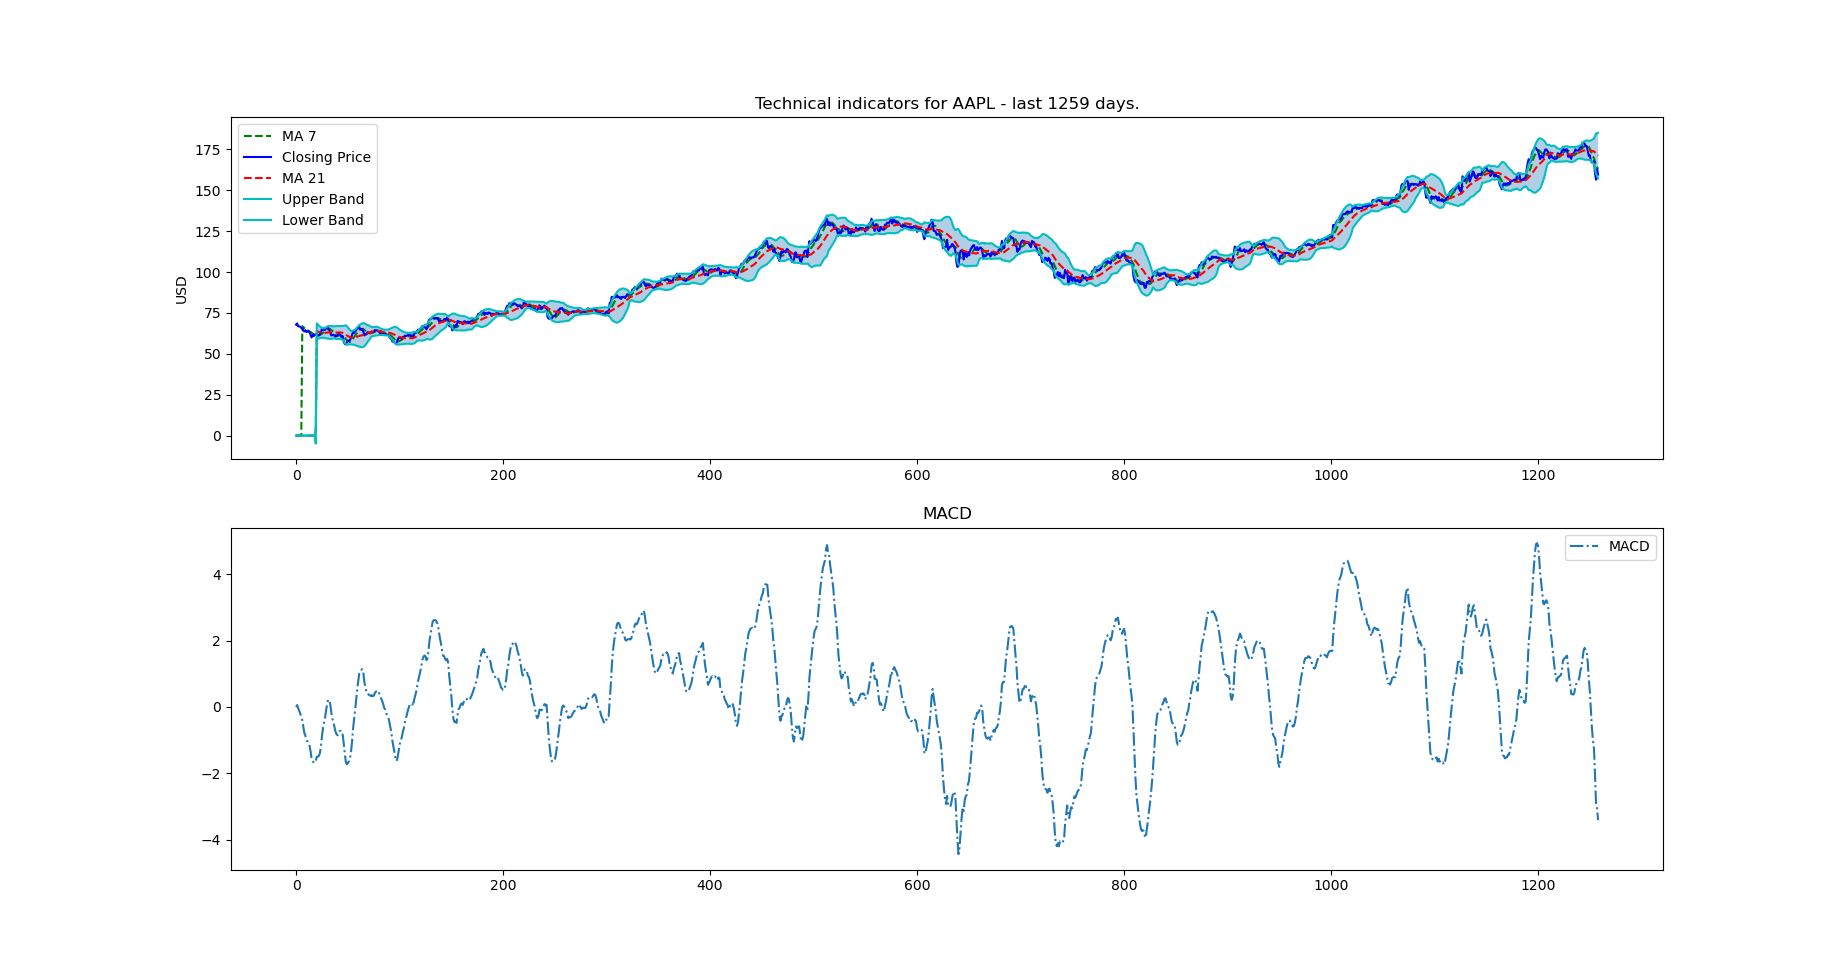 Technical indicators for AAPL - last 1259 days.
MA 7
Closing Price
MA 21
Upper Band
Lower Band
USD
175
150
125
100
75
50
25
0
0 200 400 600 800 1000 1200
MACD
MACD
4
2
0
−2
−4
0 200 400 600 800 1000 1200